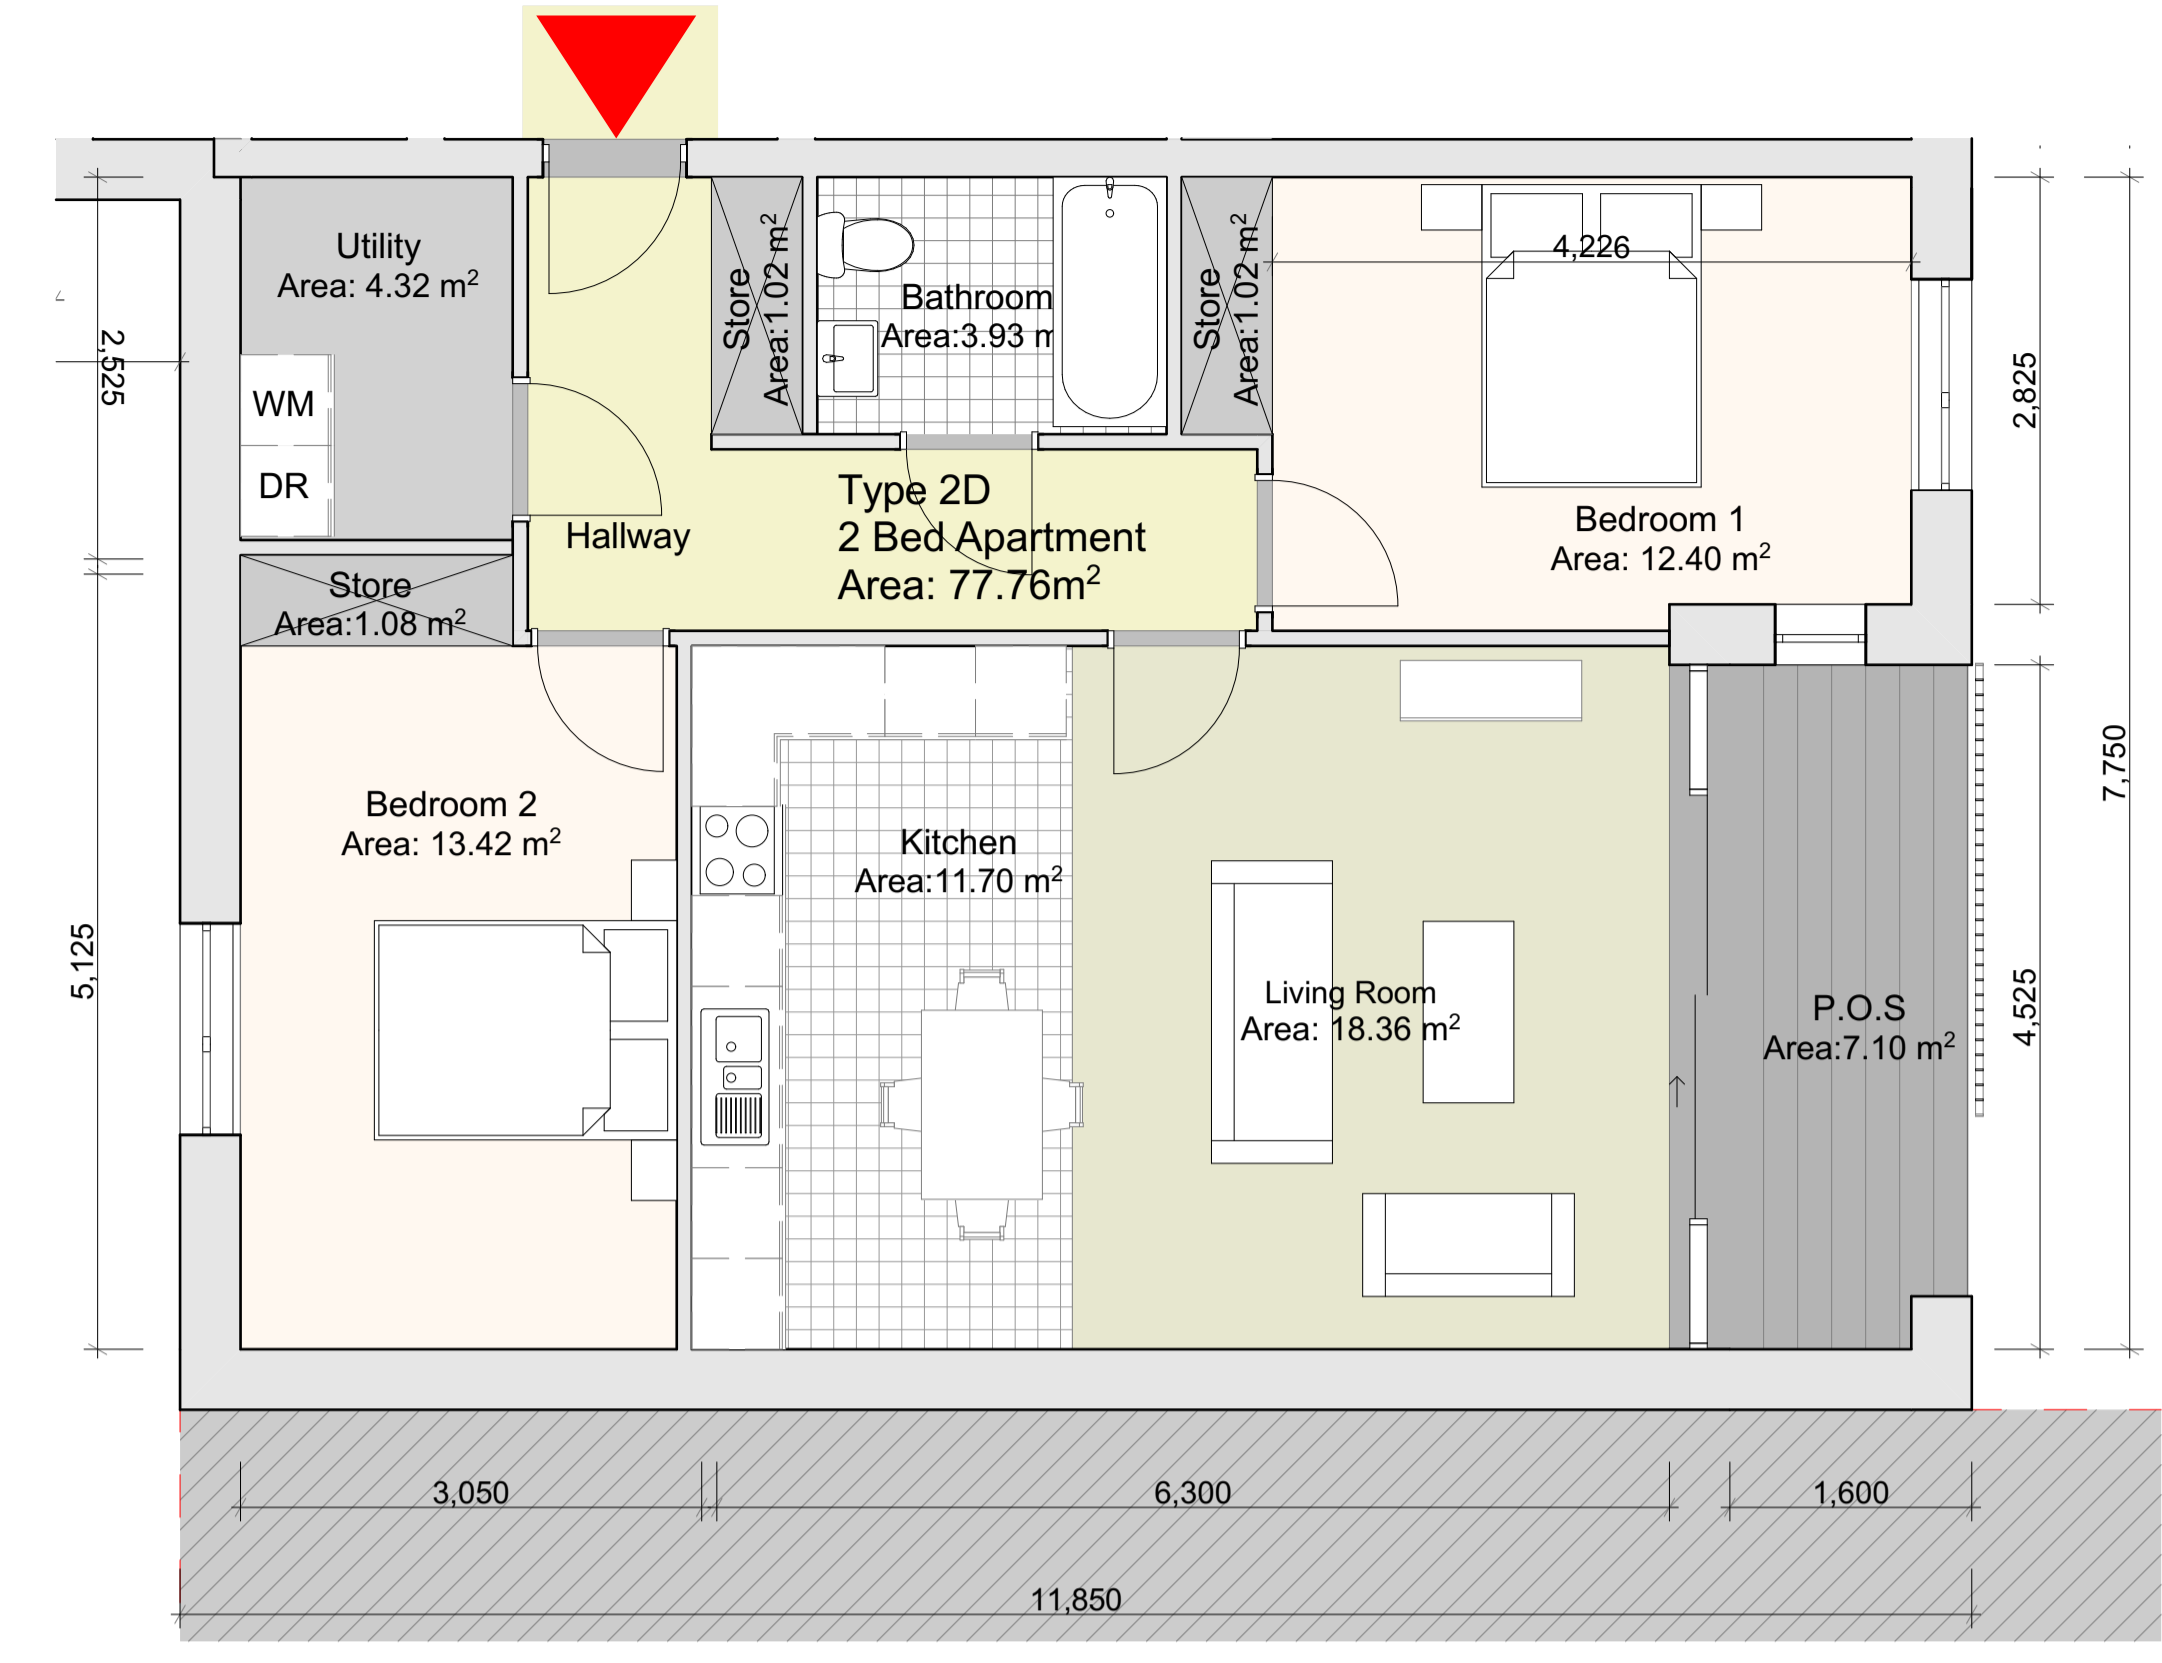 Utility
Area: 4.32 m²
WM
DR
Store
Area:1.02 m²
Bathroom
Area:3.93 m
Store
Area:1.02 m²
4,226
Bedroom 1
Area: 12.40 m²
Hallway
Type 2D
2 Bed Apartment
Area: 77.76m²
Store
Area:1.08 m²
Bedroom 2
Area: 13.42 m²
Kitchen
Area:11.70 m²
Living Room
Area: 18.36 m²
P.O.S
Area:7.10 m²
2,525
5,125
2,825
4,525
7,750
3,050
6,300
1,600
11,850